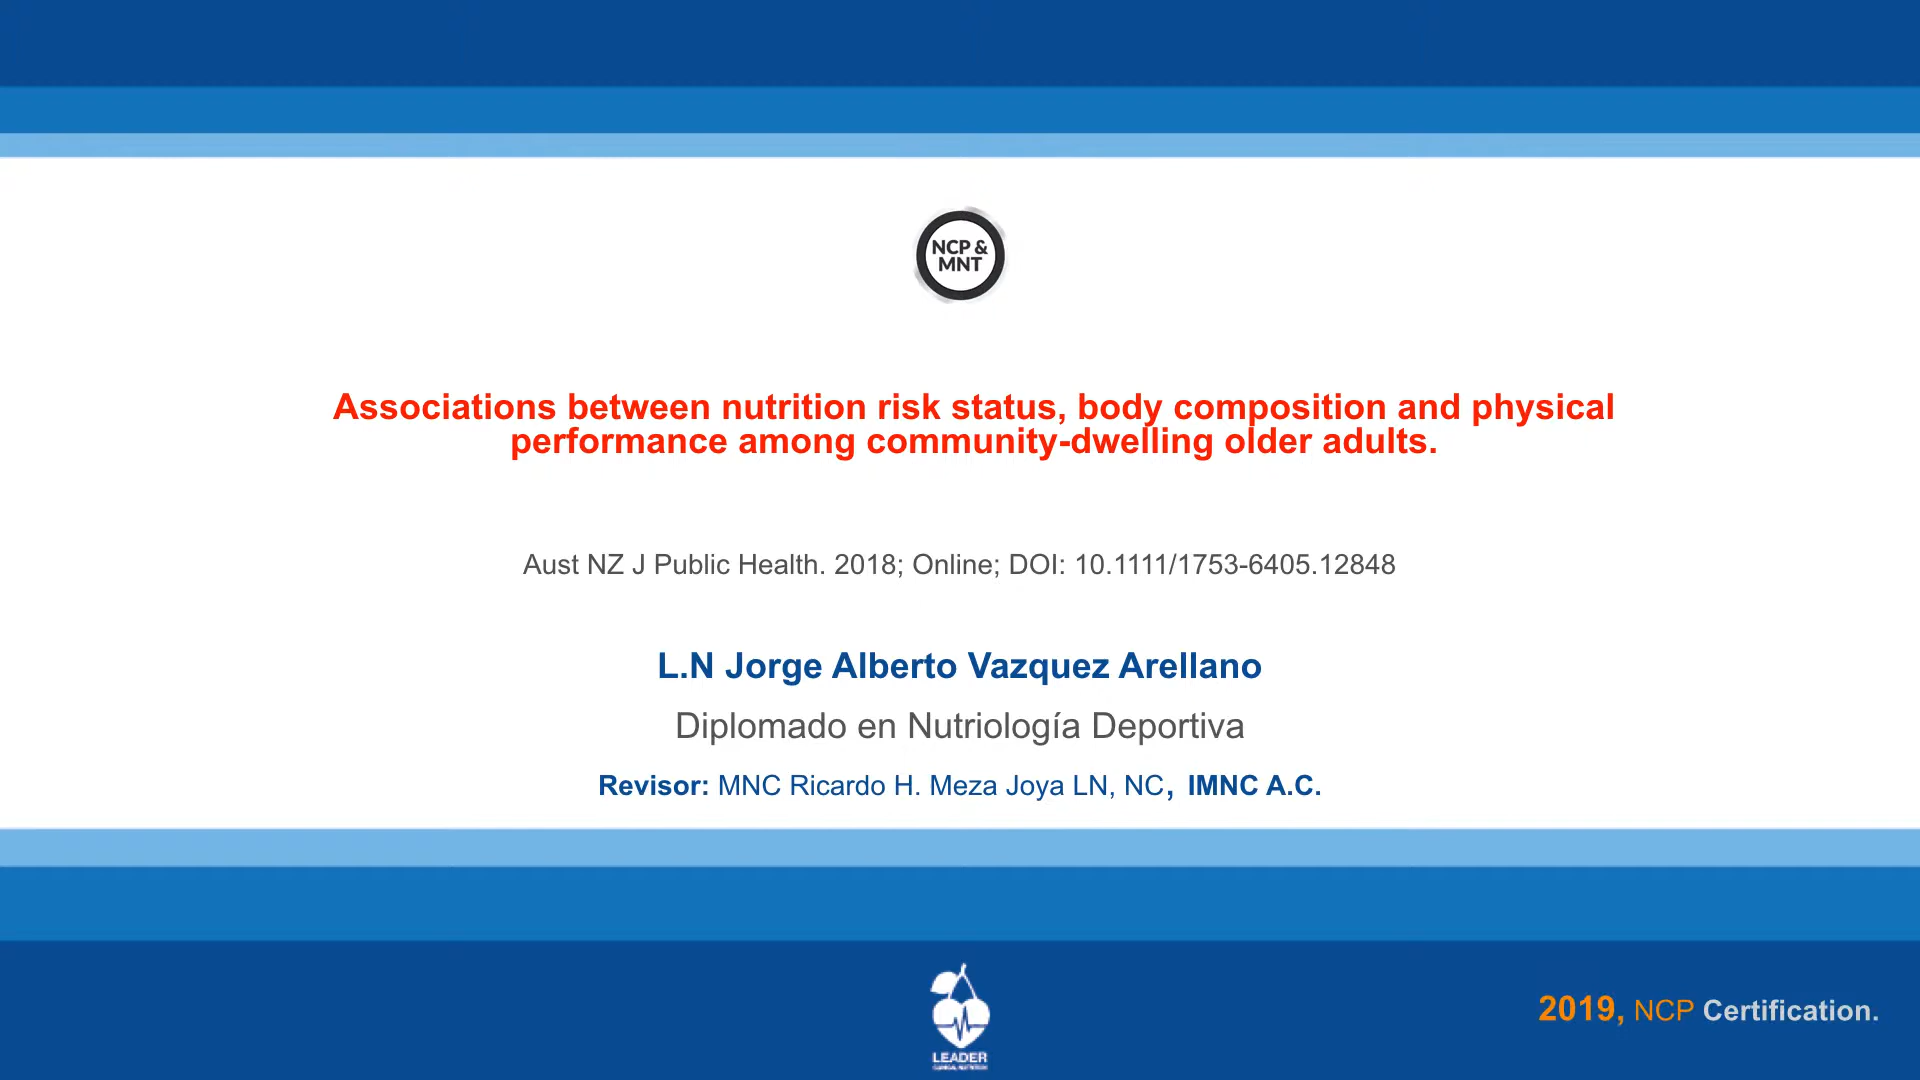 NCP &
MNT
Associations between nutrition risk status, body composition and physical
performance among community-dwelling older adults.
Aust NZ J Public Health. 2018; Online; DOI: 10.1111/1753-6405.12848
L.N Jorge Alberto Vazquez Arellano
Diplomado en Nutriología Deportiva
Revisor: MNC Ricardo H. Meza Joya LN, NC, IMNC A.C.
LEADER
CLINICAL NUTRITION
2019, NCP Certification.